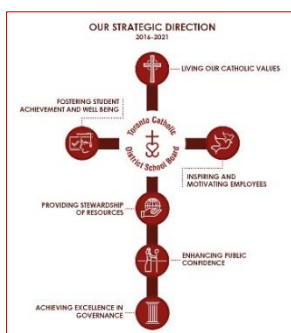 OUR STRATEGIC DIRECTION
2016-2021
LIVING OUR CATHOLIC VALUES
FOSTERING STUDENT
ACHIEVEMENT AND WELL BEING
Toronto Catholic
District School Board
INSPIRING AND
MOTIVATING EMPLOYEES
PROVIDING STEWARDSHIP
OF RESOURCES
ENHANCING PUBLIC
CONFIDENCE
ACHIEVING EXCELLENCE IN
GOVERNANCE